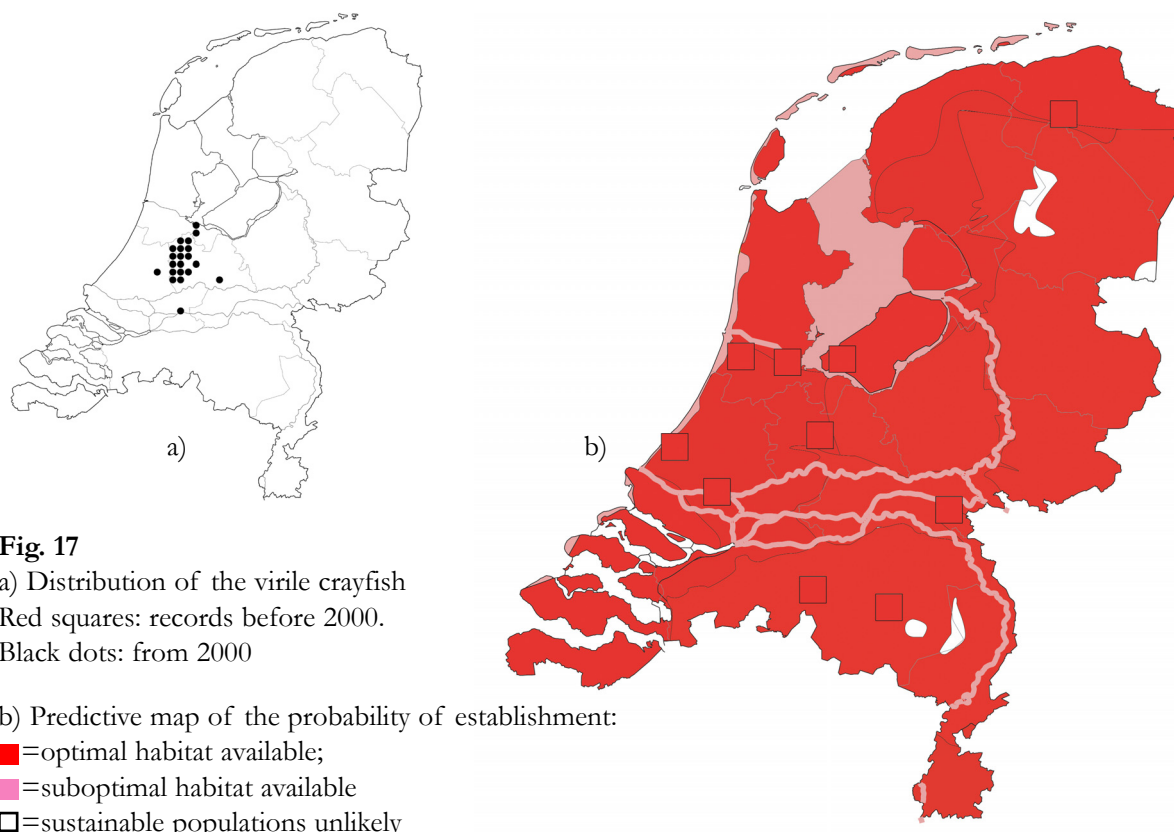 a)
b)
Fig. 17
a) Distribution of the virile crayfish
Red squares: records before 2000.
Black dots: from 2000
b) Predictive map of the probability of establishment:
=optimal habitat available;
=suboptimal habitat available
=sustainable populations unlikely